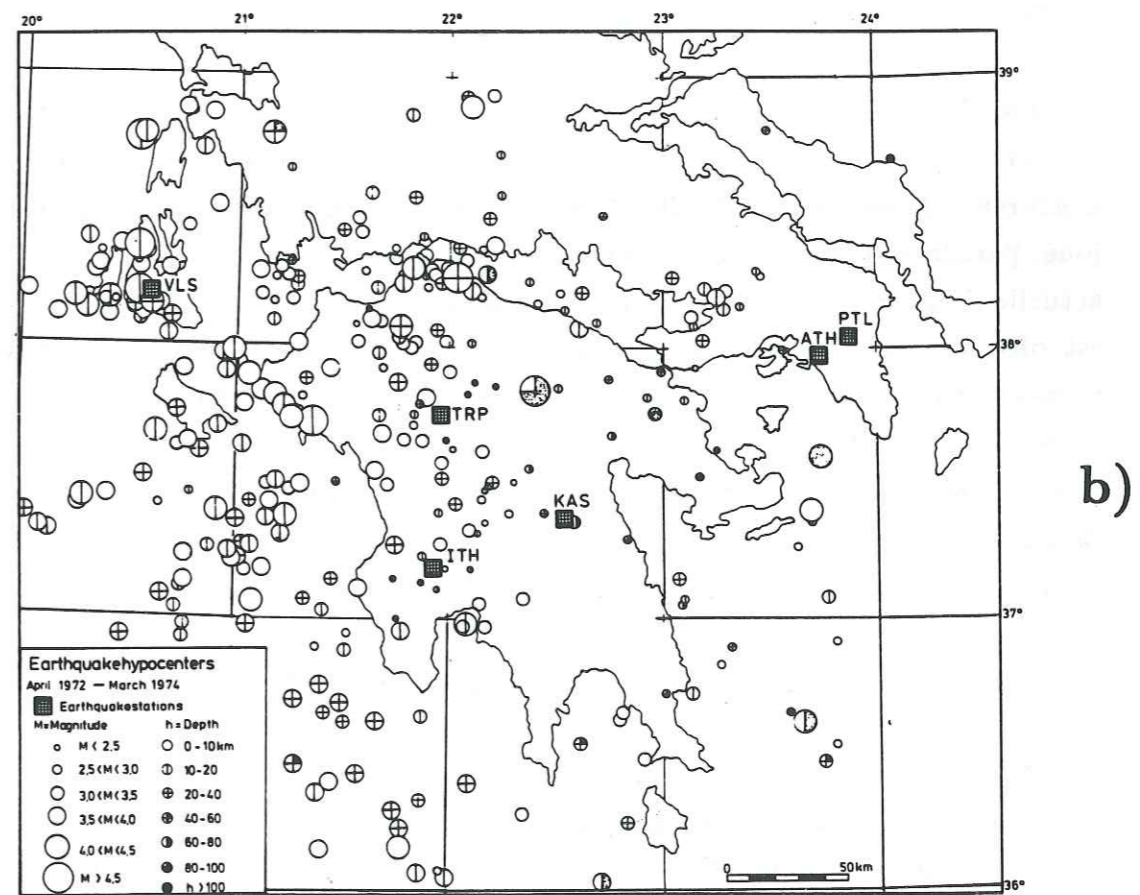 20° 21° 22° 23° 24°
39°
VLS
PTL
ATH
38°
TRP
KAS
b)
ITH
37°
Earthquakehypocenters
April 1972 — March 1974
Earthquakestations
M=Magnitude h = Depth
M < 2,5 0-10km
2,5<M<3,0 10-20
3,0<M<3,5 20-40
3,5<M<4,0 40-60
4,0<M<4,5 60-80
M > 4,5 80-100
h > 100
0 50km
36°